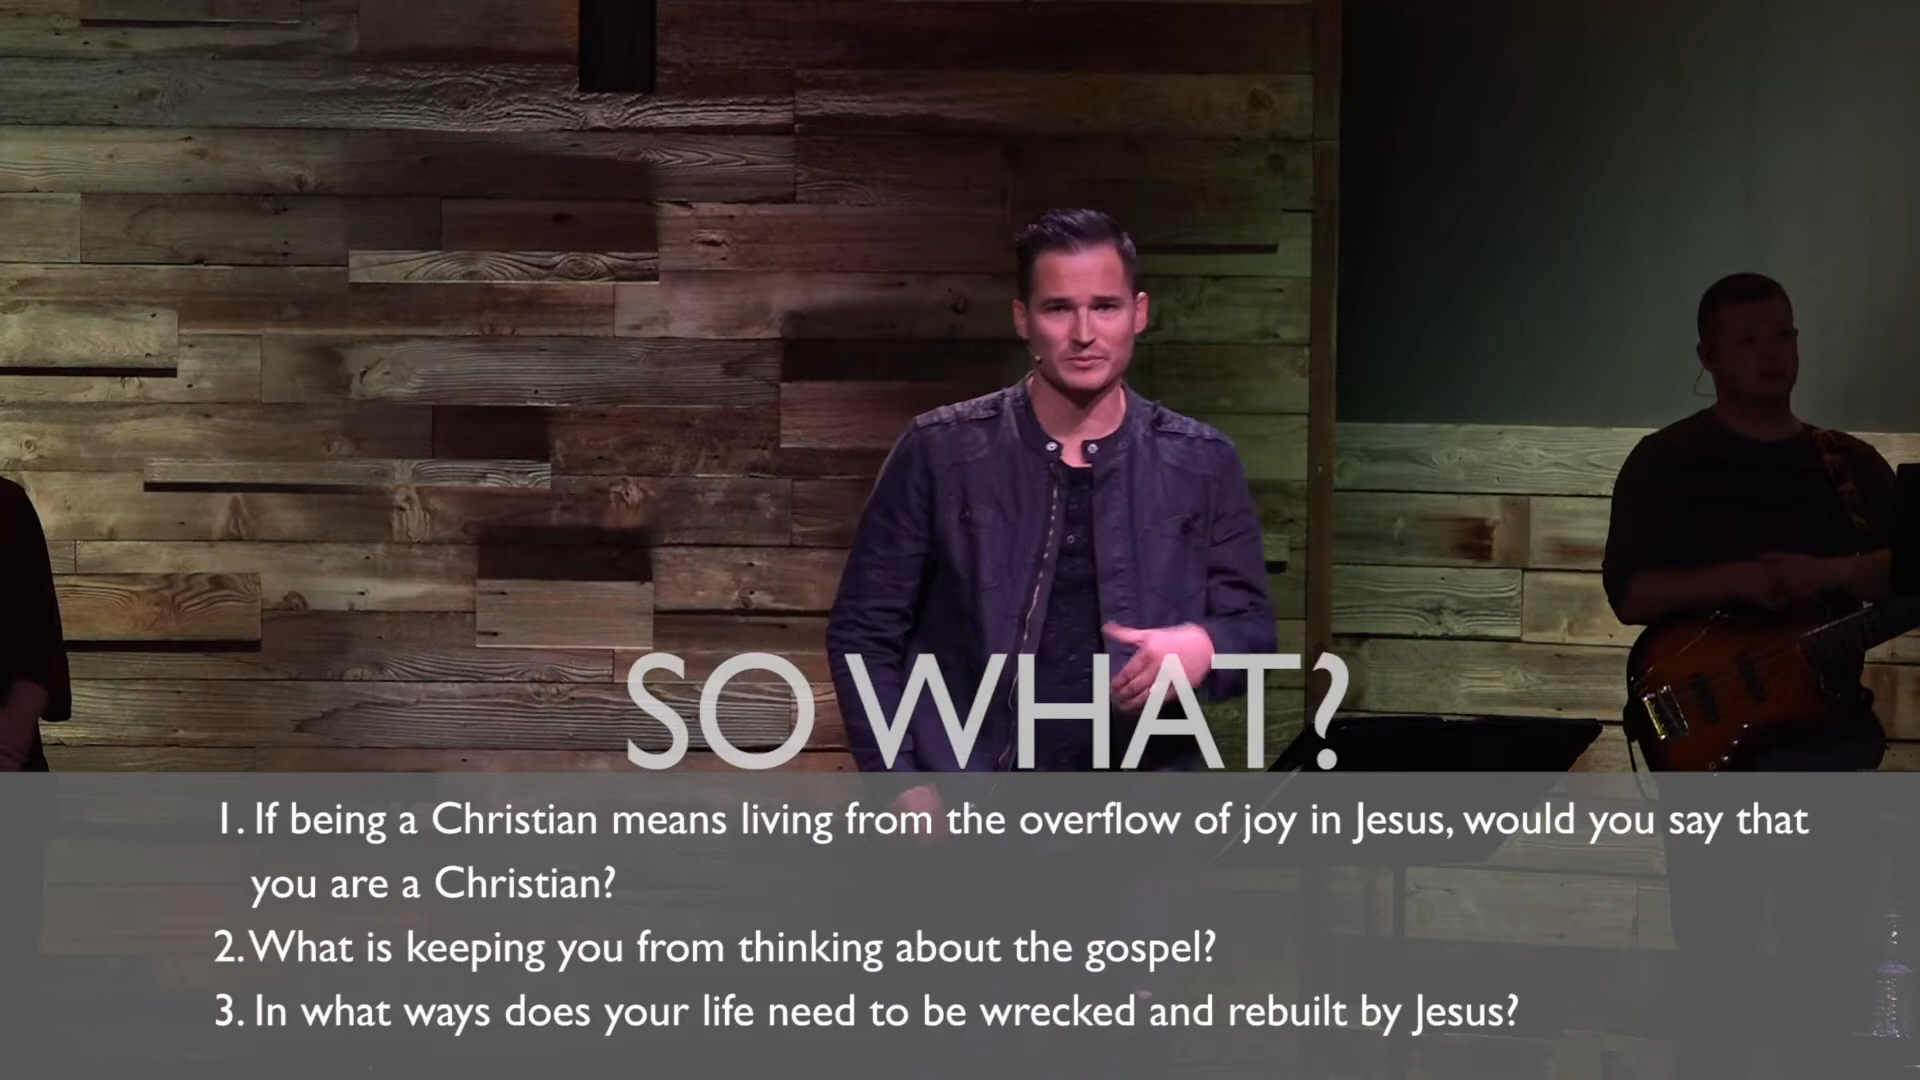 SO WHAT?
1. If being a Christian means living from the overflow of joy in Jesus, would you say that
you are a Christian?
2. What is keeping you from thinking about the gospel?
3. In what ways does your life need to be wrecked and rebuilt by Jesus?